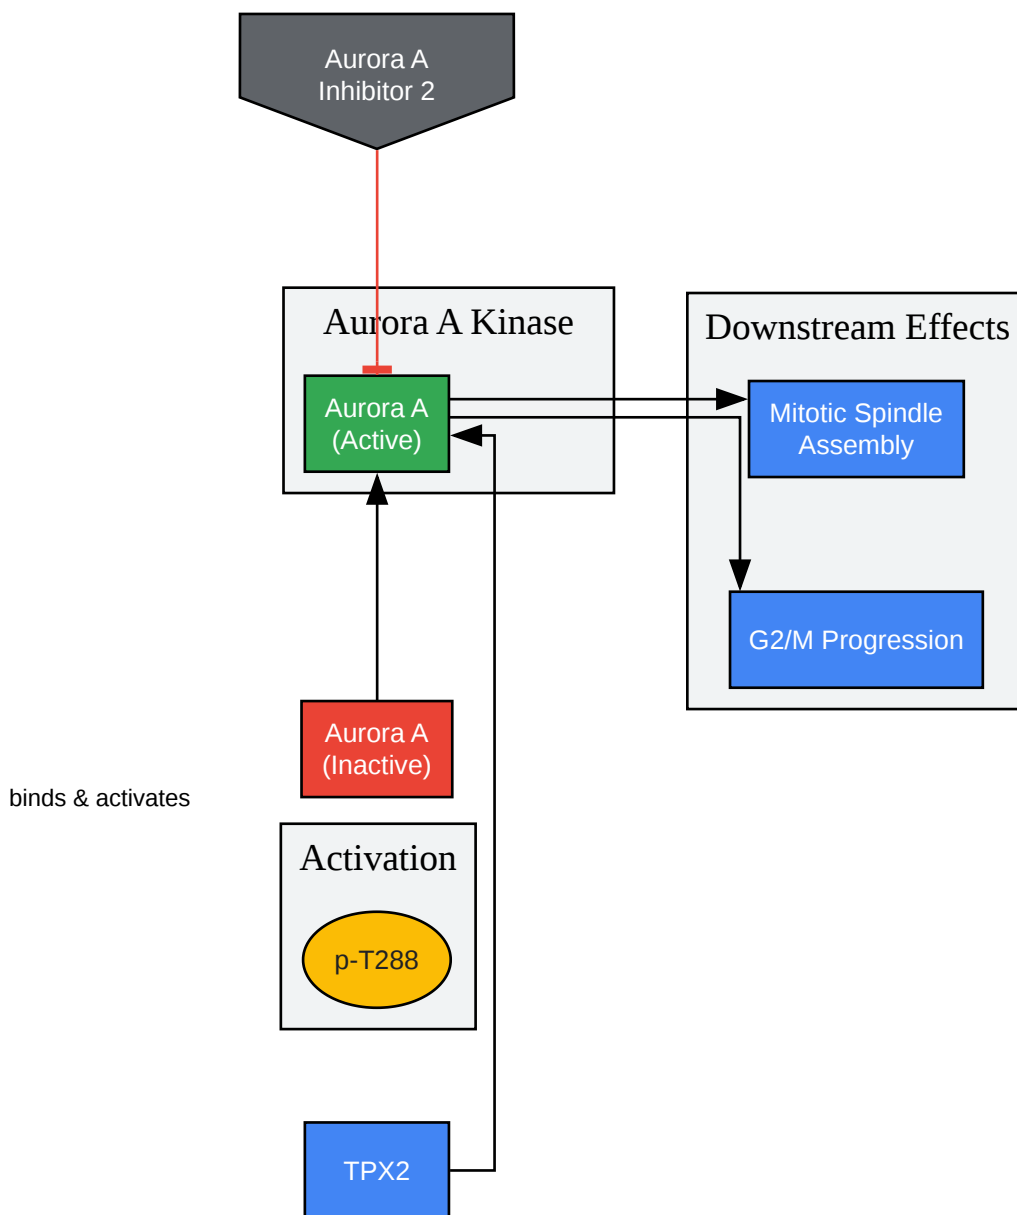 Aurora A
Inhibitor 2
Aurora A Kinase
Aurora A
(Active)
Downstream Effects
Mitotic Spindle
Assembly
G2/M Progression
Aurora A
(Inactive)
binds & activates
Activation
p-T288
TPX2